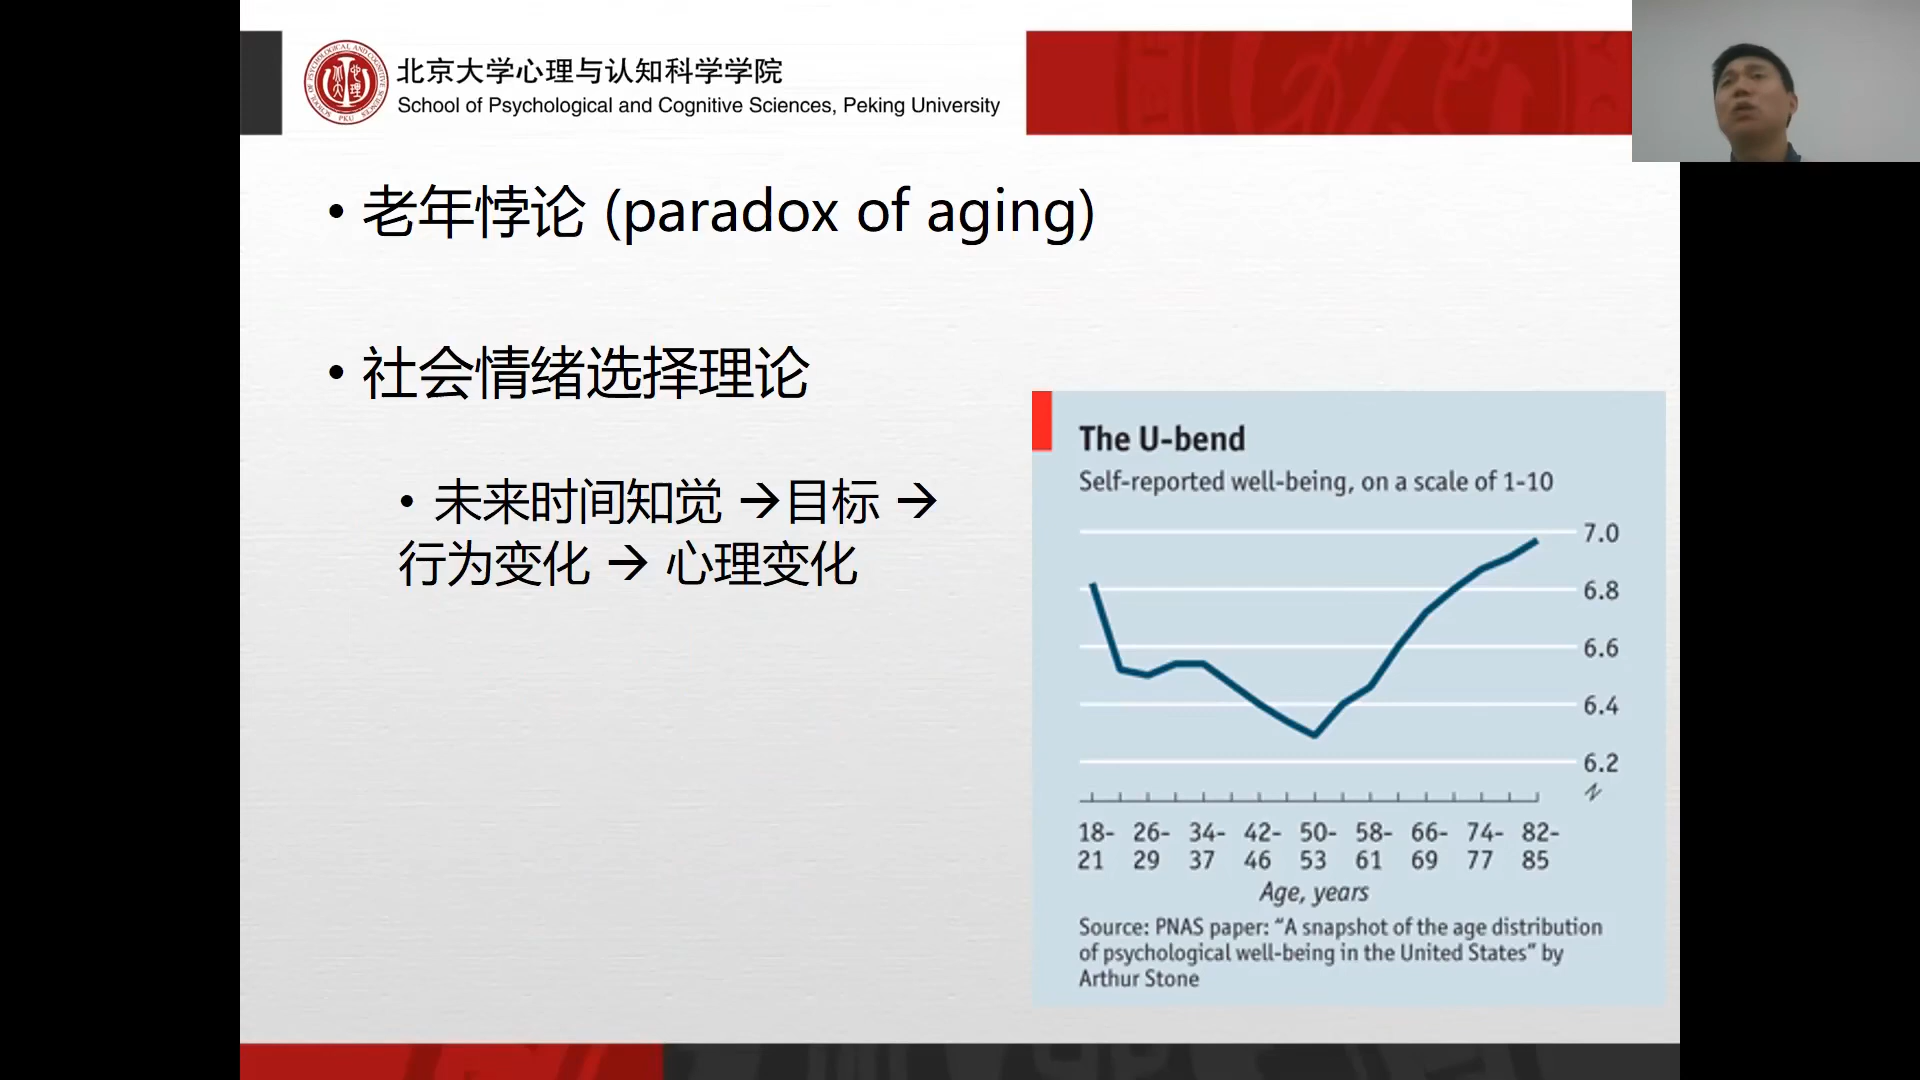 北京大学心理与认知科学学院
School of Psychological and Cognitive Sciences, Peking University
• 老年悖论 (paradox of aging)
• 社会情绪选择理论
• 未来时间知觉 →目标 →
行为变化 → 心理变化
The U-bend
Self-reported well-being, on a scale of 1-10
7.0
6.8
6.6
6.4
6.2
18- 26- 34- 42- 50- 58- 66- 74- 82-
21 29 37 46 53 61 69 77 85
Age, years
Source: PNAS paper: “A snapshot of the age distribution
of psychological well-being in the United States” by
Arthur Stone